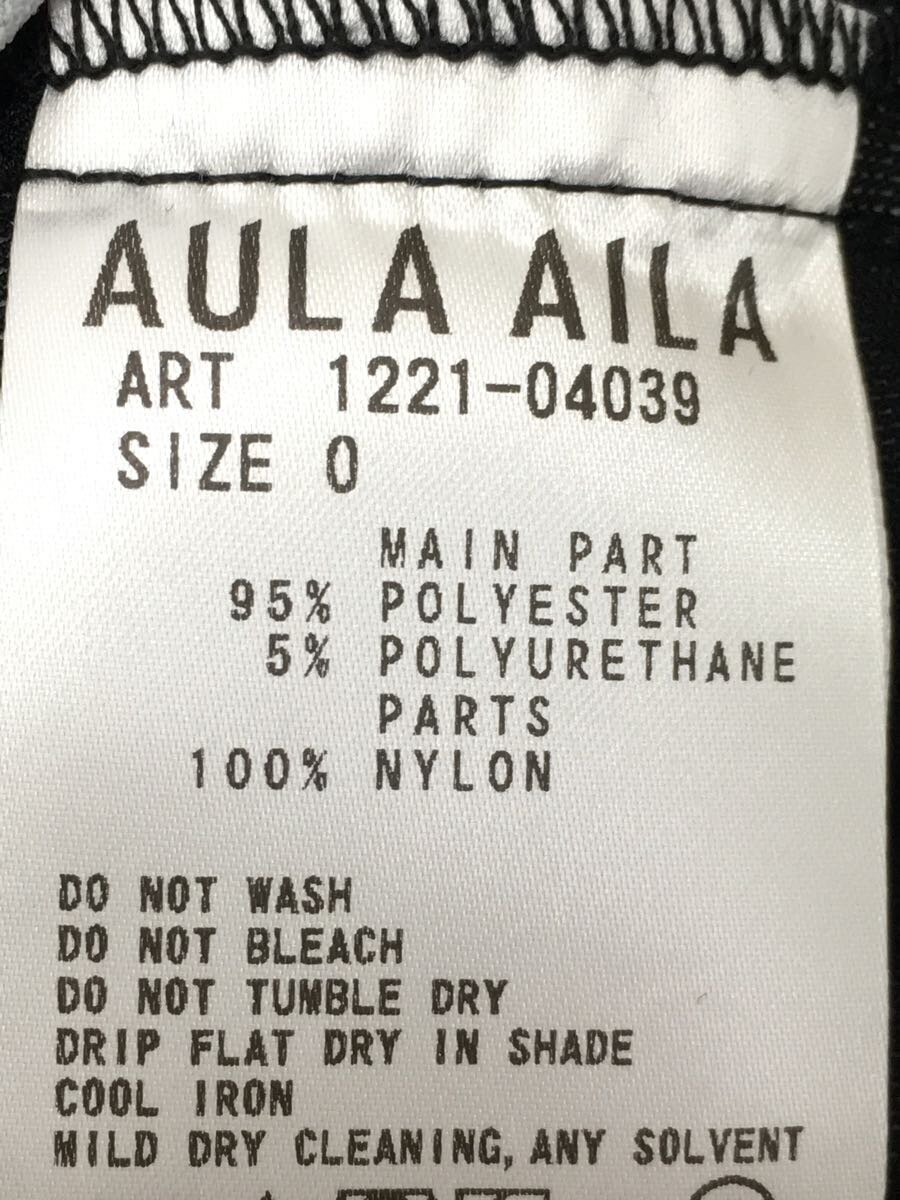 AULA AILA
ART 1221-04039
SIZE 0
MAIN PART
95% POLYESTER
5% POLYURETHANE
PARTS
100% NYLON
DO NOT WASH
DO NOT BLEACH
DO NOT TUMBLE DRY
DRIP FLAT DRY IN SHADE
COOL IRON
MILD DRY CLEANING, ANY SOLVENT